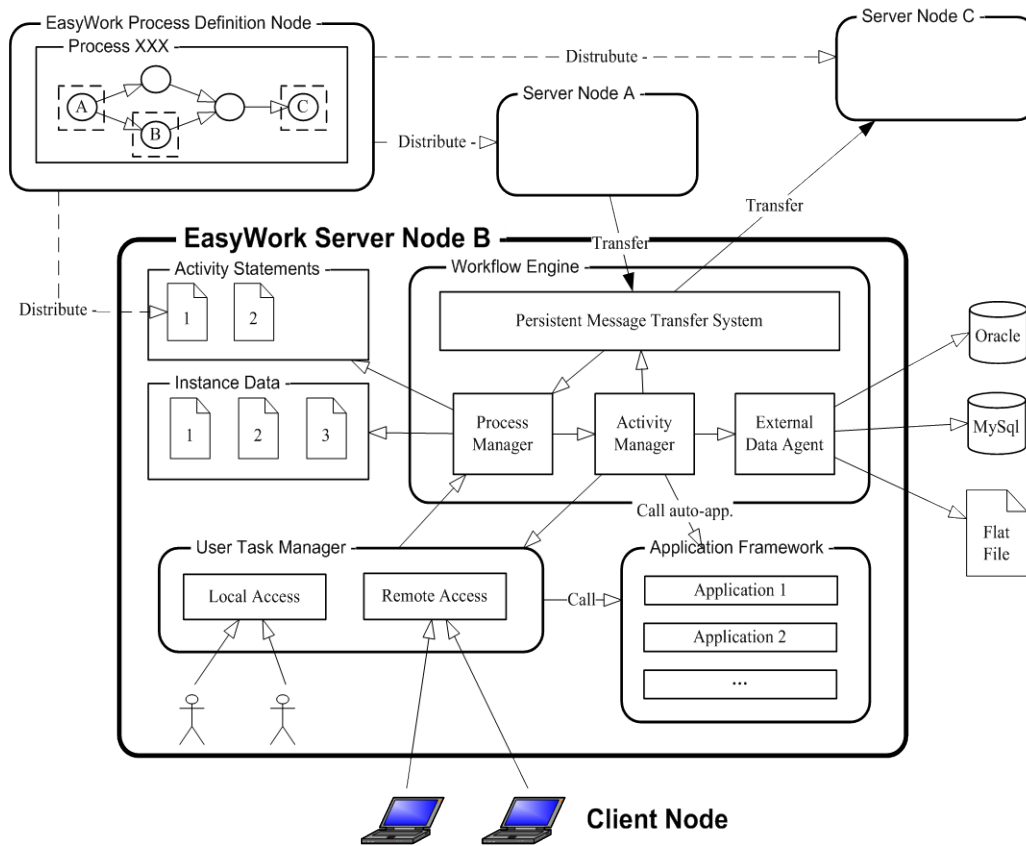 EasyWork Process Definition Node
Process XXX
A
B
C
Server Node C
Distrubute -
Server Node A
Distribute -
Transfer
Transfer
EasyWork Server Node B
Activity Statements
1
2
Distribute -
Workflow Engine
Persistent Message Transfer System
Instance Data
1
2
3
Process
Manager
Activity
Manager
External
Data Agent
Oracle
MySql
Flat
File
Call auto-app.
User Task Manager
Local Access
Remote Access
Call
Application Framework
Application 1
Application 2
...
Client Node